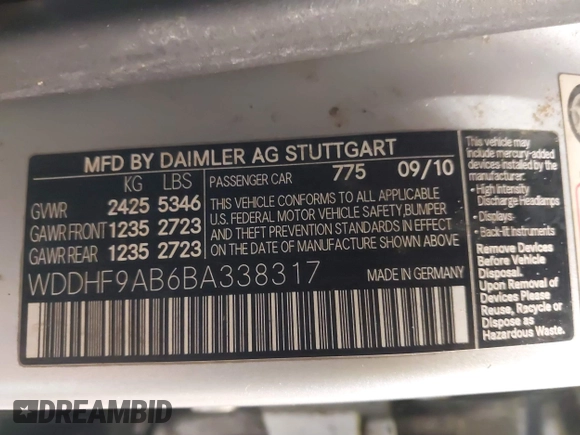 MFD BY DAIMLER AG STUTTGART
KG LBS PASSENGER CAR 775 09/10
GVWR 2425 5346
GAWR FRONT 1235 2723
GAWR REAR 1235 2723
THIS VEHICLE CONFORMS TO ALL APPLICABLE
U.S. FEDERAL MOTOR VEHICLE SAFETY, BUMPER
AND THEFT PREVENTION STANDARDS IN EFFECT
ON THE DATE OF MANUFACTURE SHOWN ABOVE.
WDDHF9AB6BA338317 MADE IN GERMANY
This vehicle may
include mercury-added
devices installed by the
manufacturer:
- High Intensity
Discharge Headlamps
- Displays
- Back-lit Instruments
Remove Devices
Before Vehicle
Disposal.
Upon Removal of
Devices Please
Reuse, Recycle or
Dispose as
Hazardous Waste.
DREAMBID